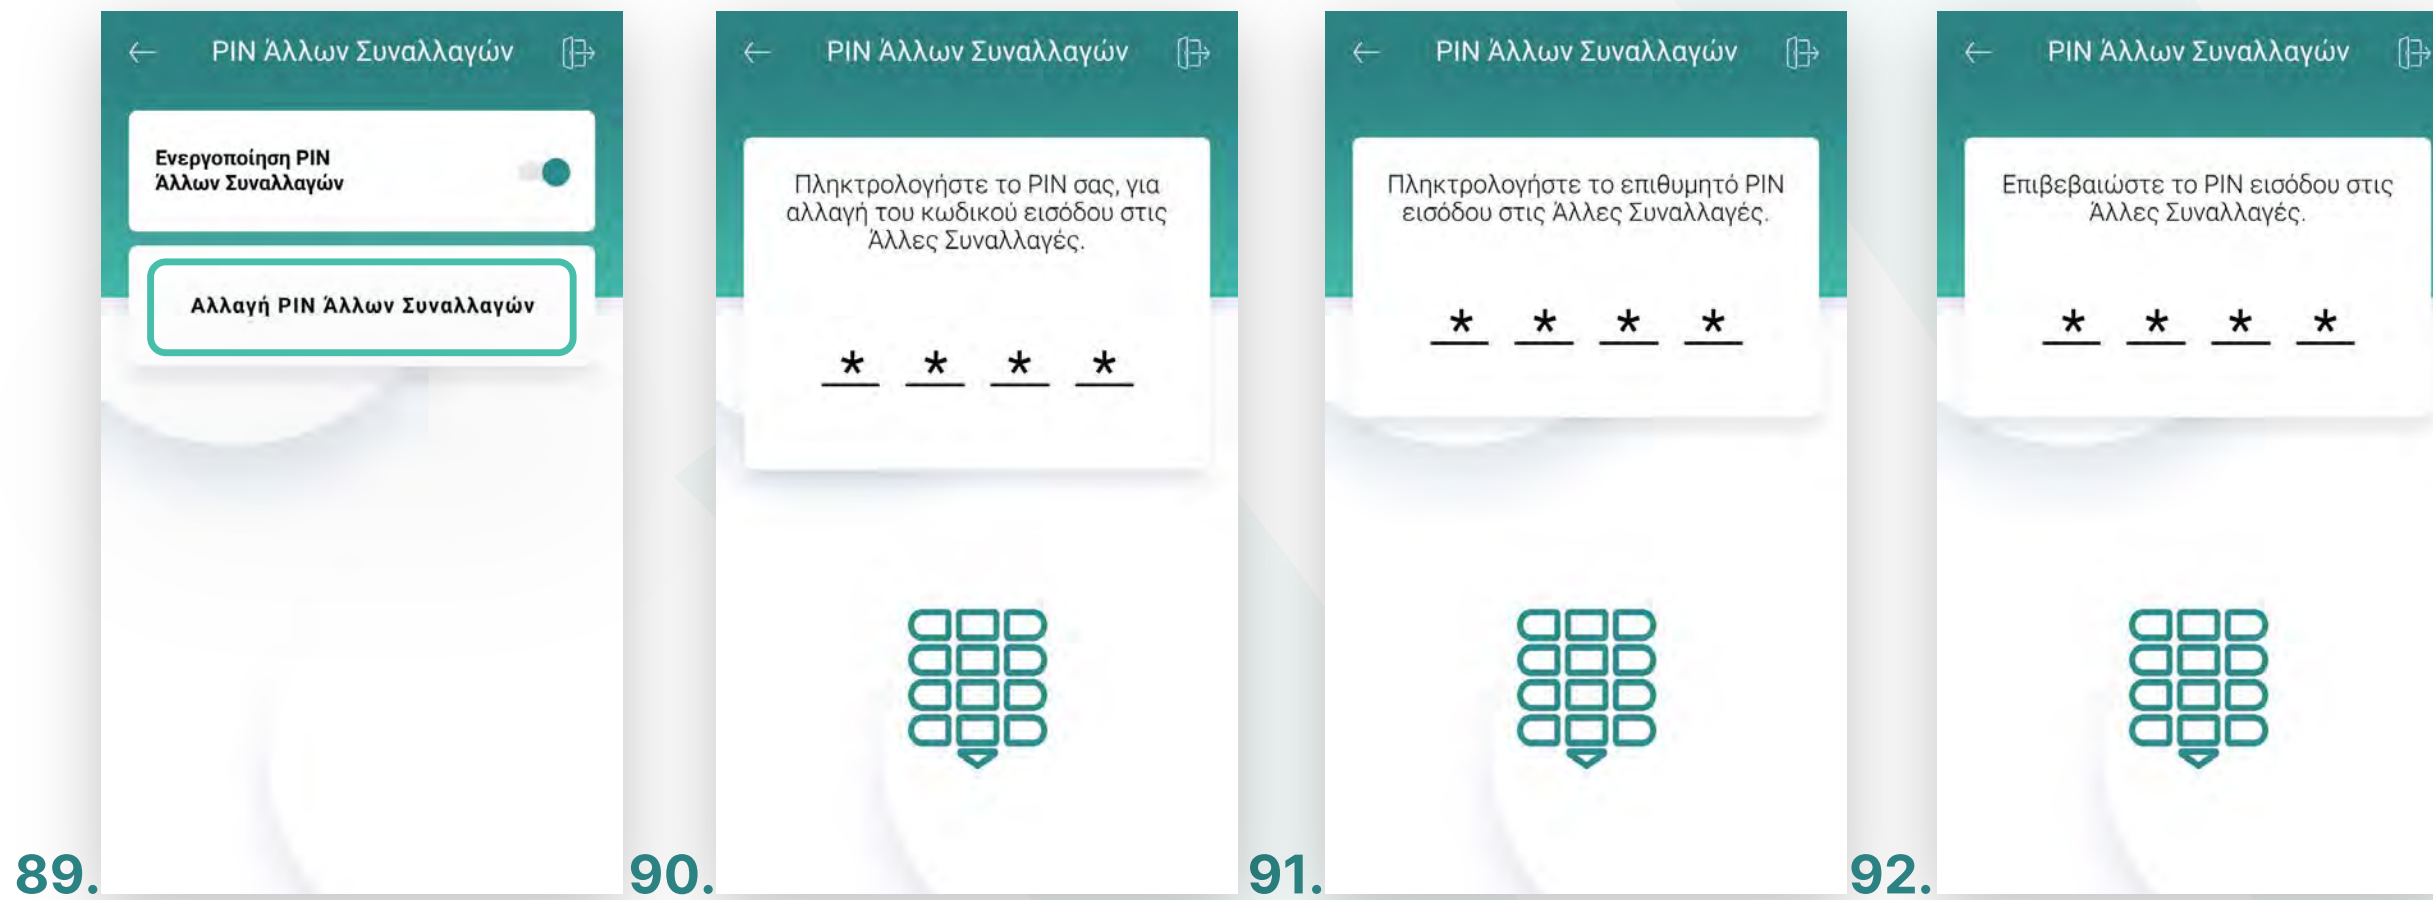 PIN Άλλων Συναλλαγών
Ενεργοποίηση PIN
Άλλων Συναλλαγών
Αλλαγή PIN Άλλων Συναλλαγών
89.
PIN Άλλων Συναλλαγών
Πληκτρολογήστε το PIN σας, για
αλλαγή του κωδικού εισόδου στις
Άλλες Συναλλαγές.
* * * *
90.
PIN Άλλων Συναλλαγών
Πληκτρολογήστε το επιθυμητό PIN
εισόδου στις Άλλες Συναλλαγές.
* * * *
91.
PIN Άλλων Συναλλαγών
Επιβεβαιώστε το PIN εισόδου στις
Άλλες Συναλλαγές.
* * * *
92.